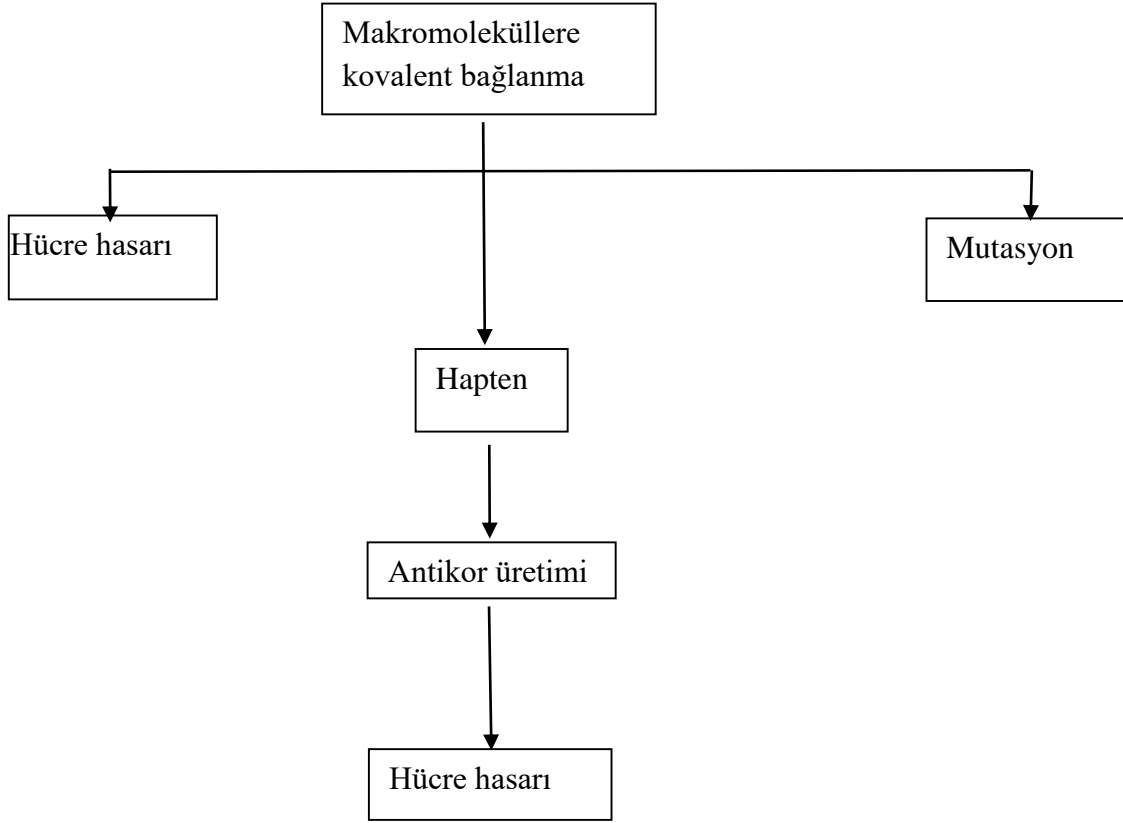 Makromoleküllere
kovalent bağlanma
Hücre hasarı
Mutasyon
Hapten
Antikor üretimi
Hücre hasarı